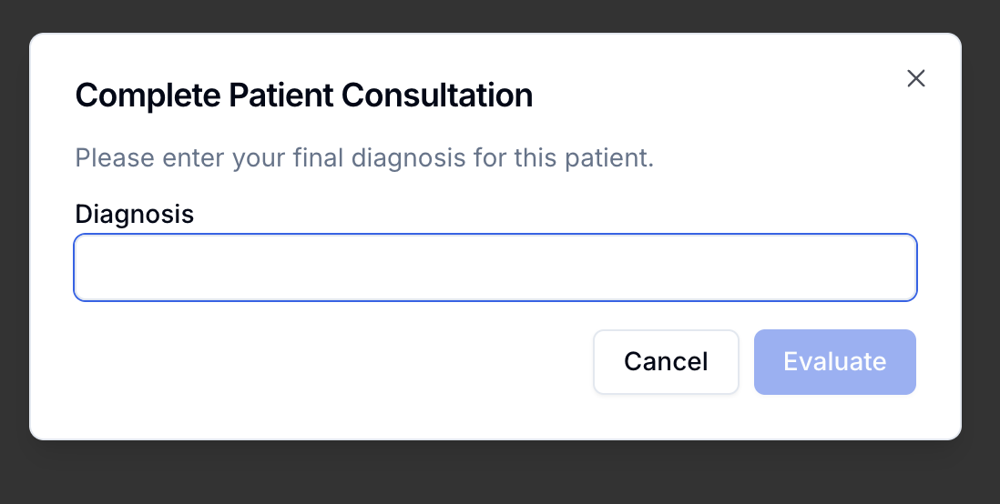 Complete Patient Consultation
Please enter your final diagnosis for this patient.
Diagnosis
Cancel
Evaluate